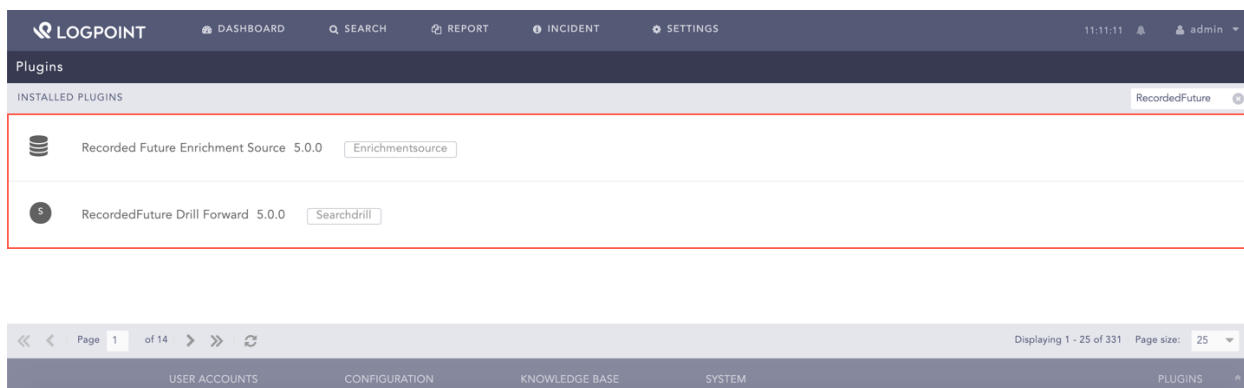 LOGPOINT DASHBOARD SEARCH REPORT INCIDENT SETTINGS 11:11:11 admin
Plugins
INSTALLED PLUGINS RecordedFuture
Recorded Future Enrichment Source 5.0.0 Enrichmentsource
S RecordedFuture Drill Forward 5.0.0 Searchdrill
Page 1 of 14 Displaying 1 - 25 of 331 Page size: 25
USER ACCOUNTS CONFIGURATION KNOWLEDGE BASE SYSTEM PLUGINS